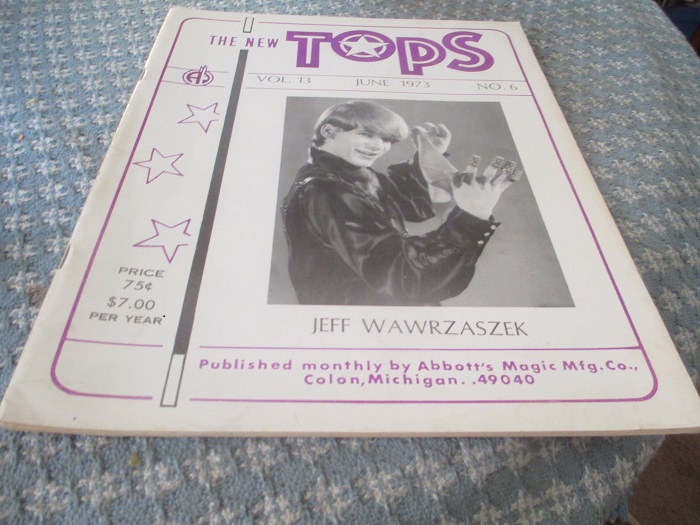 THE NEW TOPS
VOL. 13 JUNE 1973 NO. 6
PRICE
75¢
$7.00
PER YEAR
JEFF WAWRZASZEK
Published monthly by Abbott's Magic Mfg. Co.,
Colon, Michigan. .49040